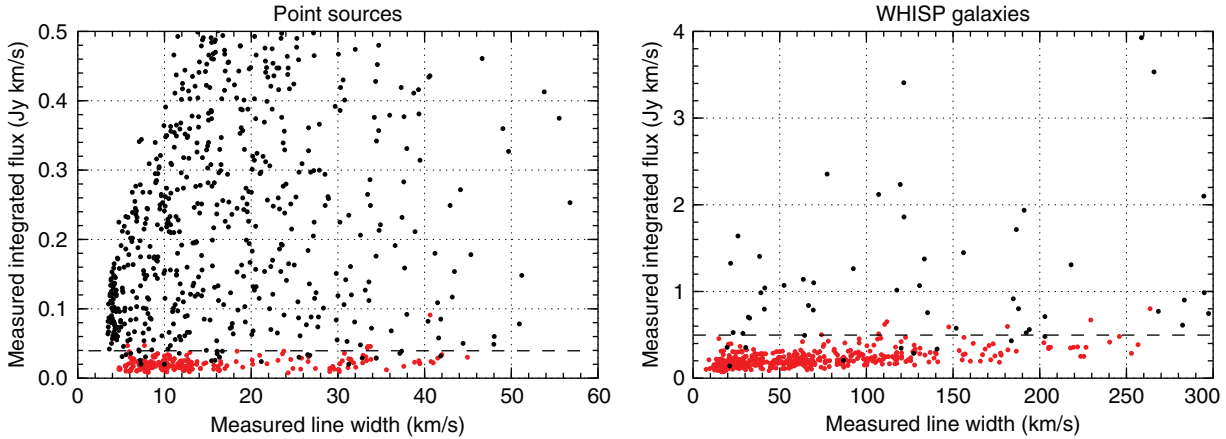 Point sources
Measured integrated flux (Jy km/s)
0.5
0.4
0.3
0.2
0.1
0
0 10 20 30 40 50 60
Measured line width (km/s)
WHISP galaxies
Measured integrated flux (Jy km/s)
4
3
2
1
0
0 50 100 150 200 250 300
Measured line width (km/s)